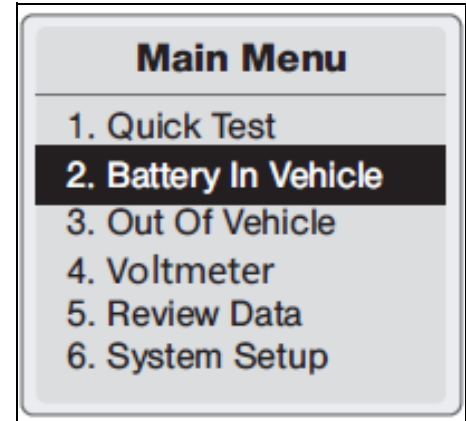 Main Menu
1. Quick Test
2. Battery In Vehicle
3. Out Of Vehicle
4. Voltmeter
5. Review Data
6. System Setup